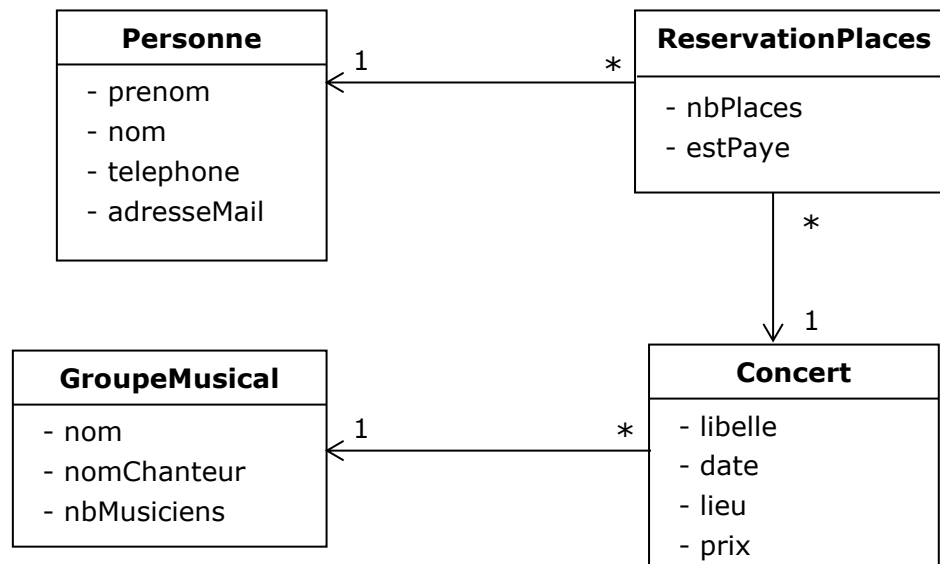 Personne
- prenom
- nom
- telephone
- adresseMail
1
*
ReservationPlaces
- nbPlaces
- estPaye
*
1
GroupeMusical
- nom
- nomChanteur
- nbMusiciens
1
*
Concert
- libelle
- date
- lieu
- prix